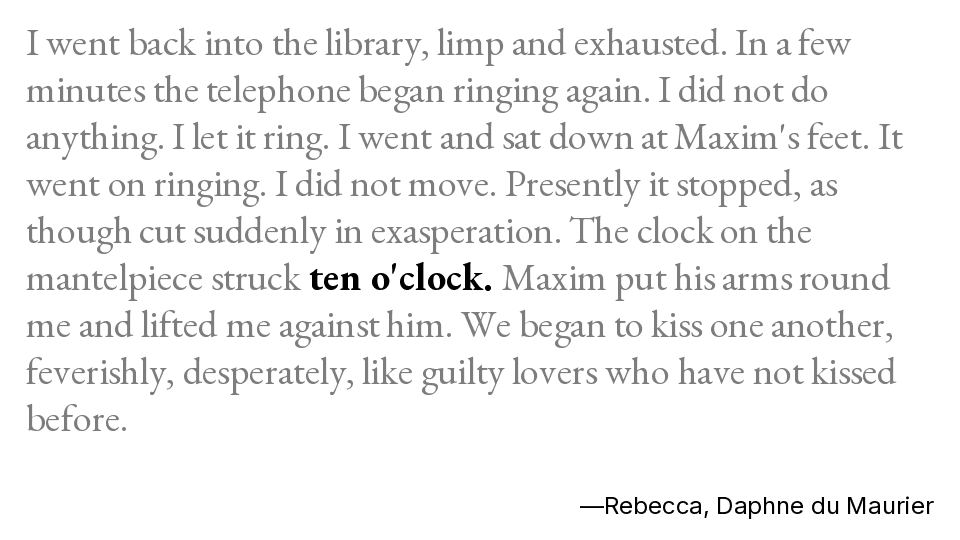 I went back into the library, limp and exhausted. In a few
minutes the telephone began ringing again. I did not do
anything. I let it ring. I went and sat down at Maxim's feet. It
went on ringing. I did not move. Presently it stopped, as
though cut suddenly in exasperation. The clock on the
mantelpiece struck ten o'clock. Maxim put his arms round
me and lifted me against him. We began to kiss one another,
feverishly, desperately, like guilty lovers who have not kissed
before.
—Rebecca, Daphne du Maurier